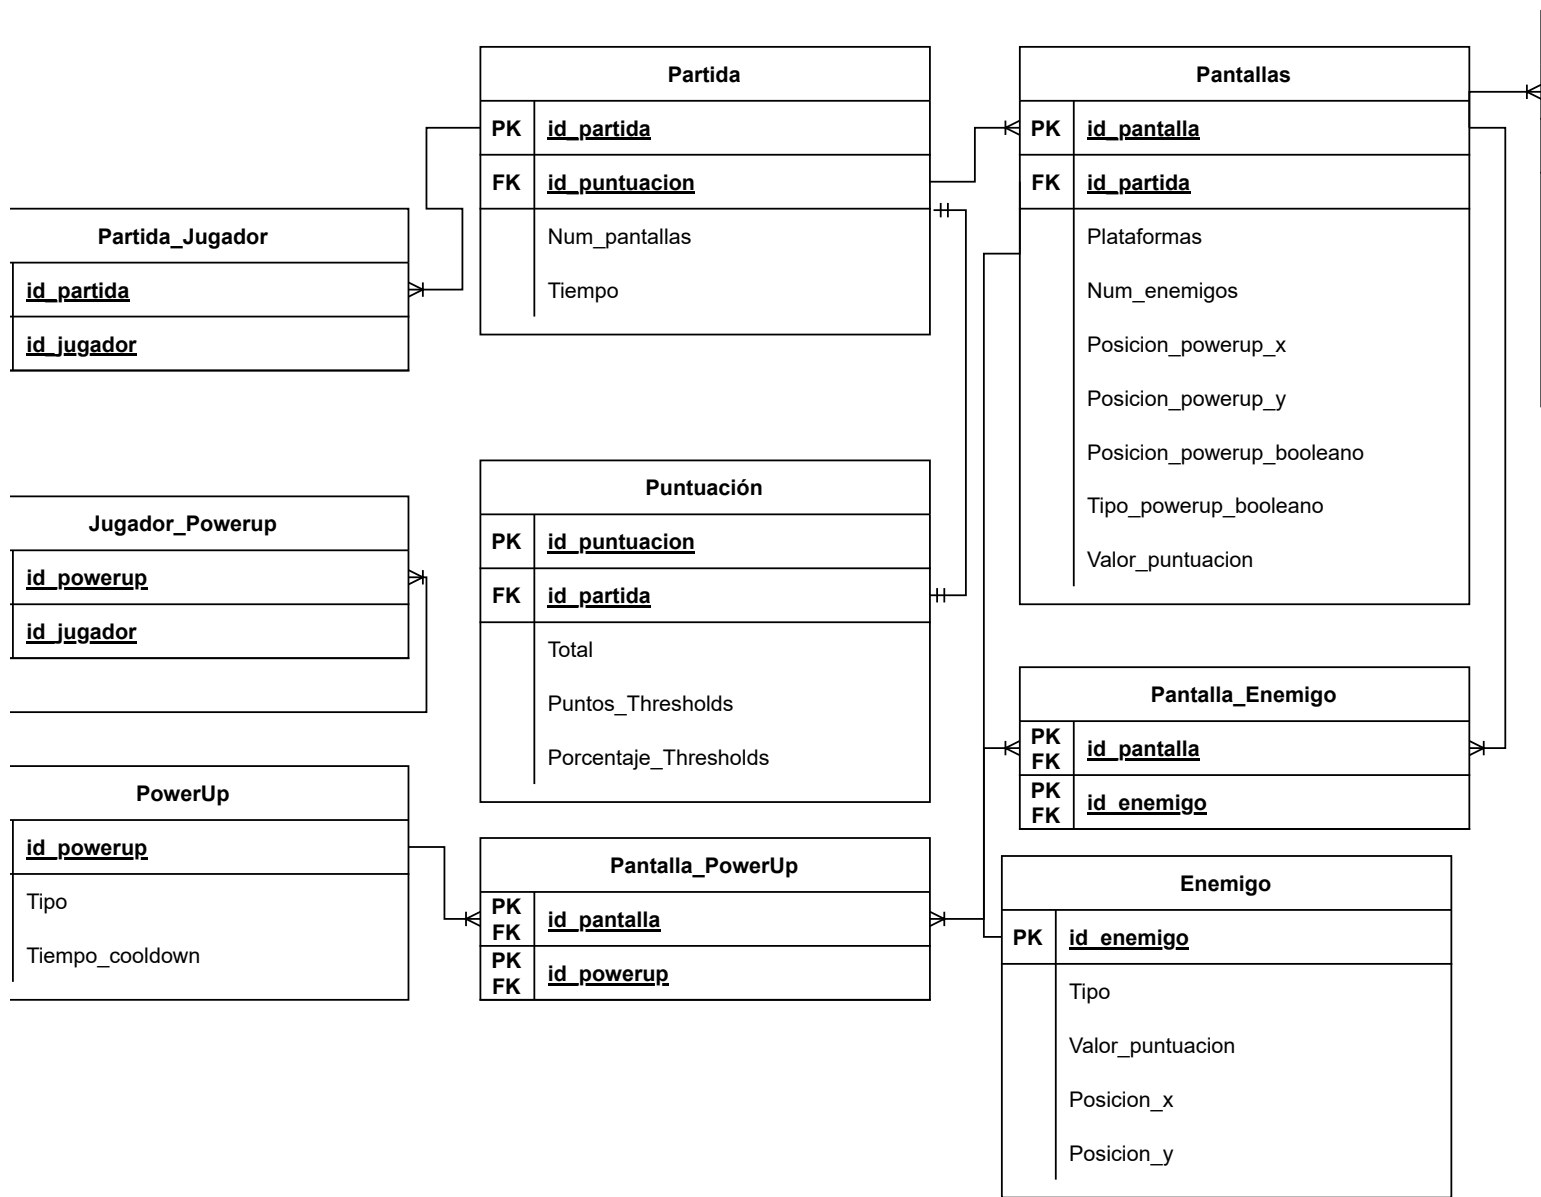 Partida
PK id_partida
FK id_puntuacion
Num_pantallas
Tiempo
Pantallas
PK id_pantalla
FK id_partida
Plataformas
Num_enemigos
Posicion_powerup_x
Posicion_powerup_y
Posicion_powerup_booleano
Tipo_powerup_booleano
Valor_puntuacion
Partida_Jugador
id_partida
id_jugador
Puntuación
PK id_puntuacion
FK id_partida
Total
Puntos_Thresholds
Porcentaje_Thresholds
Jugador_Powerup
id_powerup
id_jugador
Pantalla_Enemigo
PK
FK id_pantalla
PK
FK id_enemigo
PowerUp
id_powerup
Tipo
Tiempo_cooldown
Pantalla_PowerUp
PK
FK id_pantalla
PK
FK id_powerup
Enemigo
PK id_enemigo
Tipo
Valor_puntuacion
Posicion_x
Posicion_y